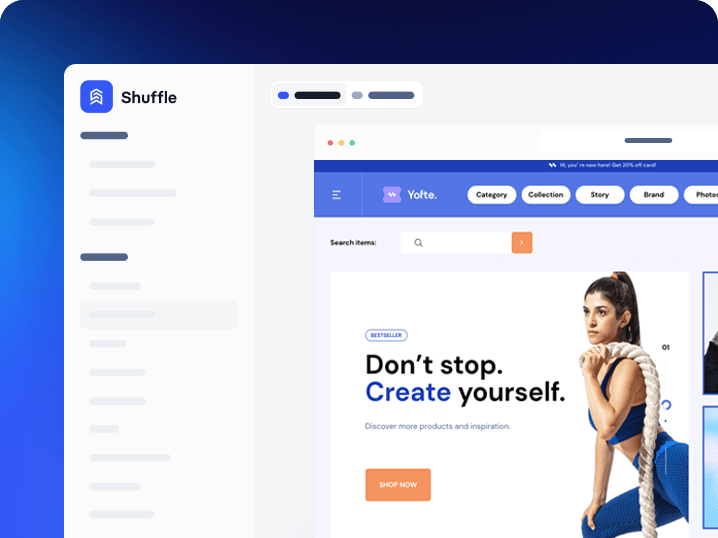 Shuffle
Hi, you're new here! Get 20% off card!
Yofte.
Category
Collection
Story
Brand
Photos
Search items:
BESTSELLER
Don't stop.
Create yourself.
01
Discover more products and inspiration.
SHOP NOW